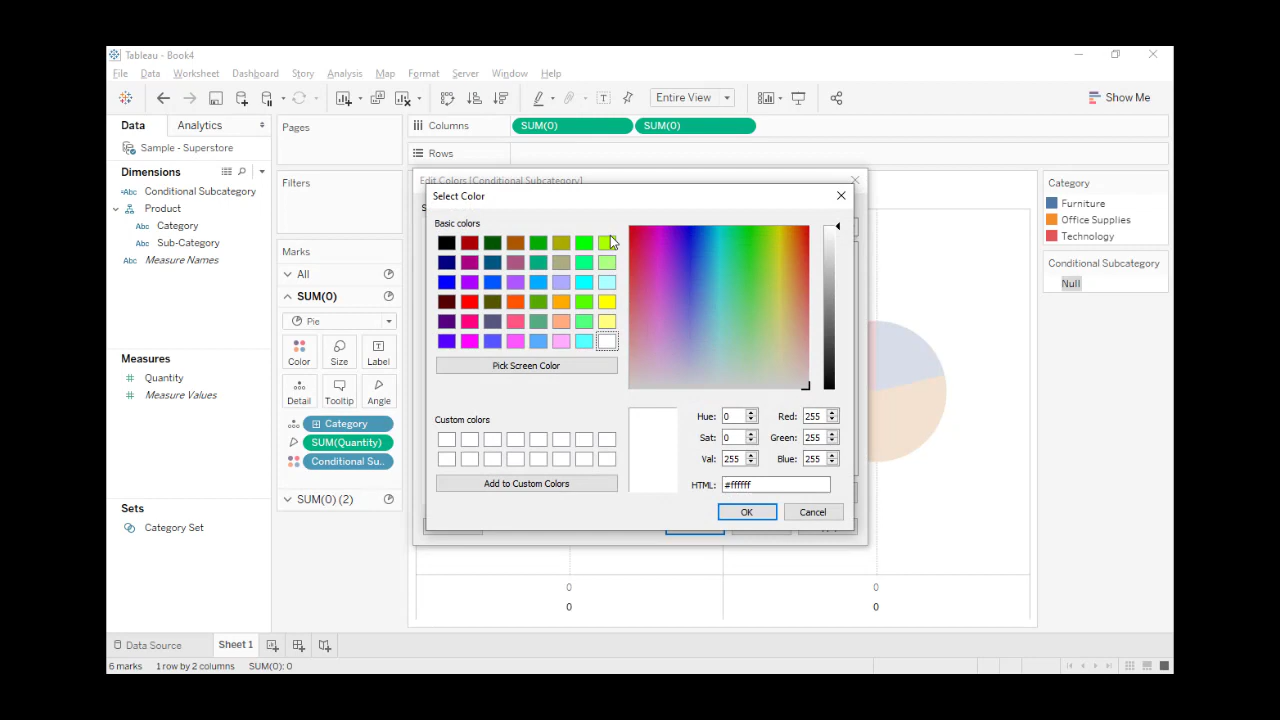 Tableau - Book4
File Data Worksheet Dashboard Story Analysis Map Format Server Window Help
Entire View
Show Me
Data Analytics
Pages
Columns SUM(0) SUM(0)
Sample - Superstore
Rows
Dimensions
Filters
Edit Colors [Conditional Subcategory]
Category
Conditional Subcategory
Select Color
Furniture
Product
Office Supplies
Category
Basic colors
Technology
Sub-Category
Marks
Measure Names
All
Conditional Subcategory
SUM(0)
Null
Pie
Color Size Label
Measures
Pick Screen Color
Quantity
Detail Tooltip Angle
Measure Values
Custom colors
Hue: 0 Red: 255
Category
Sat: 0 Green: 255
SUM(Quantity)
Val: 255 Blue: 255
Conditional Su..
Add to Custom Colors
HTML: #ffffff
SUM(0) (2)
Sets
OK Cancel
Category Set
0 0
0 0
Data Source Sheet 1
6 marks 1 row by 2 columns SUM(0): 0